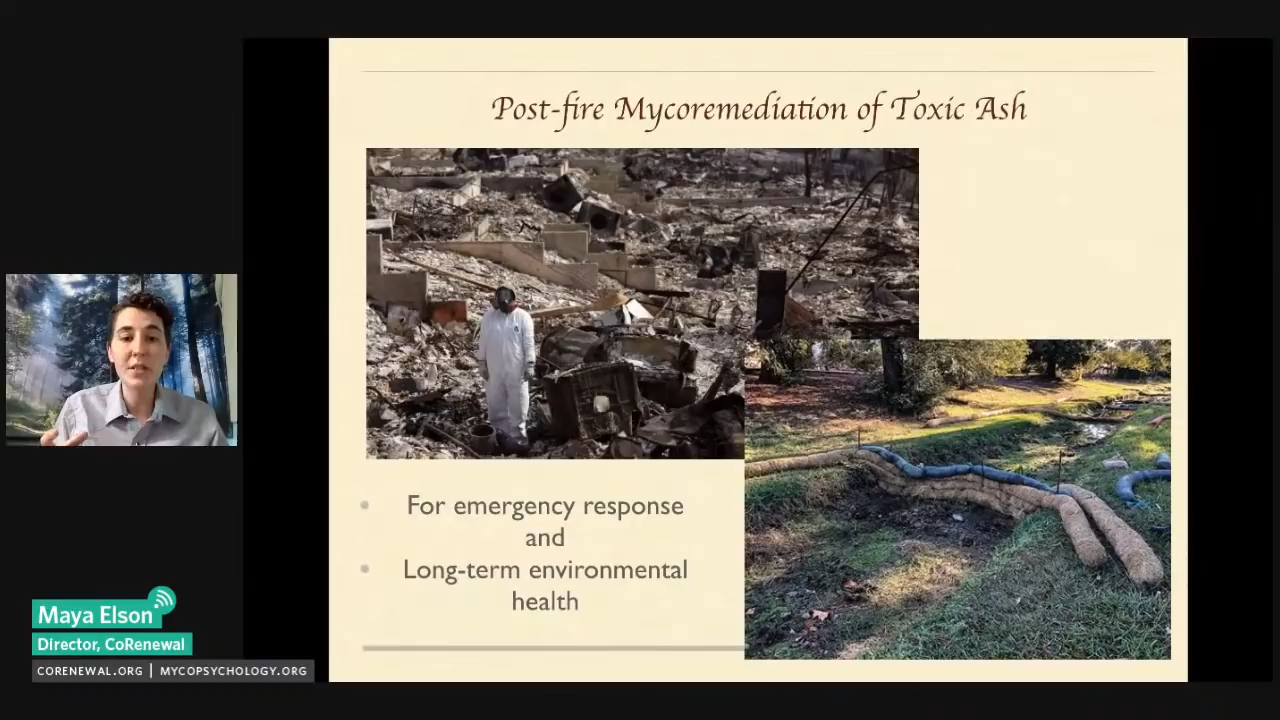 Post-fire Mycoremediation of Toxic Ash
For emergency response
and
Long-term environmental
health
Maya Elson
Director, CoRenewal
CORENEWAL.ORG | MYCOPSYCHOLOGY.ORG